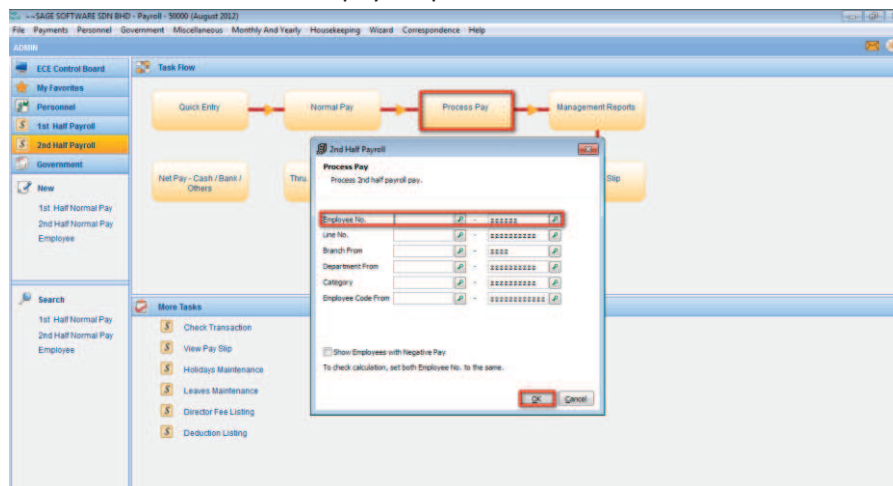 ~~SAGE SOFTWARE SDN BHD - Payroll - 50000 (August 2012)
File Payments Personnel Government Miscellaneous Monthly And Yearly Housekeeping Wizard Correspondence Help
ADMIN
ECE Control Board
My Favorites
Personnel
1st Half Payroll
2nd Half Payroll
Government
New
1st Half Normal Pay
2nd Half Normal Pay
Employee
Search
1st Half Normal Pay
2nd Half Normal Pay
Employee
Task Flow
Quick Entry
Normal Pay
Process Pay
Management Reports
Net Pay - Cash / Bank /
Others
Thru
Slip
2nd Half Payroll
Process Pay
Process 2nd half payroll pay.
Employee No. - zzzzzz
Line No. - zzzzzzzzzz
Branch From - zzzz
Department From - zzzzzzzzzz
Category - zzzzzzzzzz
Employee Code From - zzzzzzzzzzzz
Show Employees with Negative Pay
To check calculation, set both Employee No. to the same.
OK Cancel
More Tasks
Check Transaction
View Pay Slip
Holidays Maintenance
Leaves Maintenance
Director Fee Listing
Deduction Listing